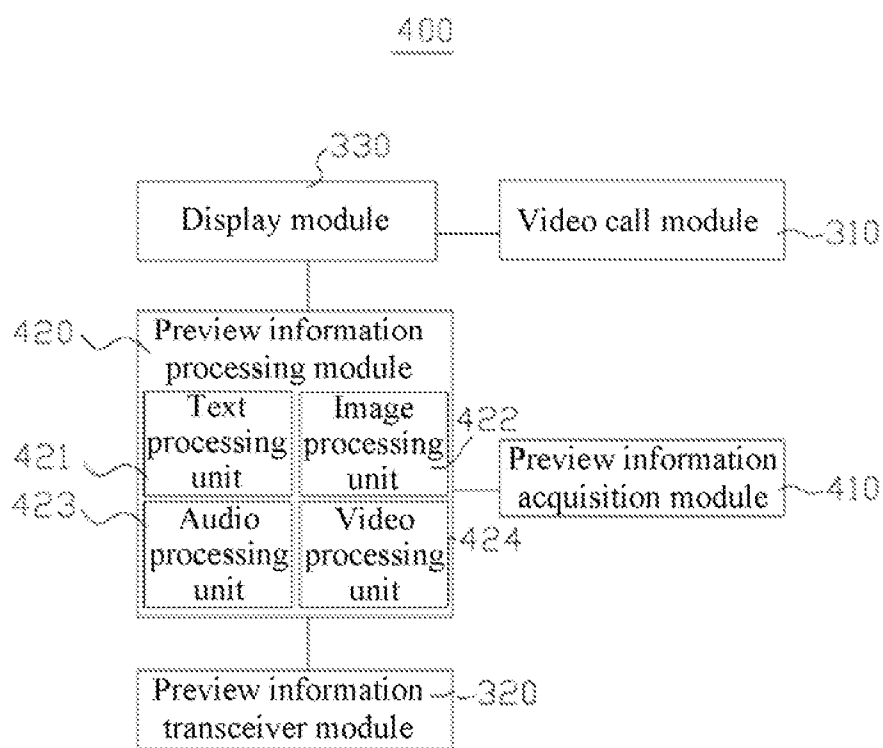 400
330
Display module
Video call module
310
420
Preview information
processing module
Text
processing
unit
Image
processing
unit
421
422
423
Audio
processing
unit
Video
processing
unit
424
Preview information
acquisition module
410
Preview information
transceiver module
320